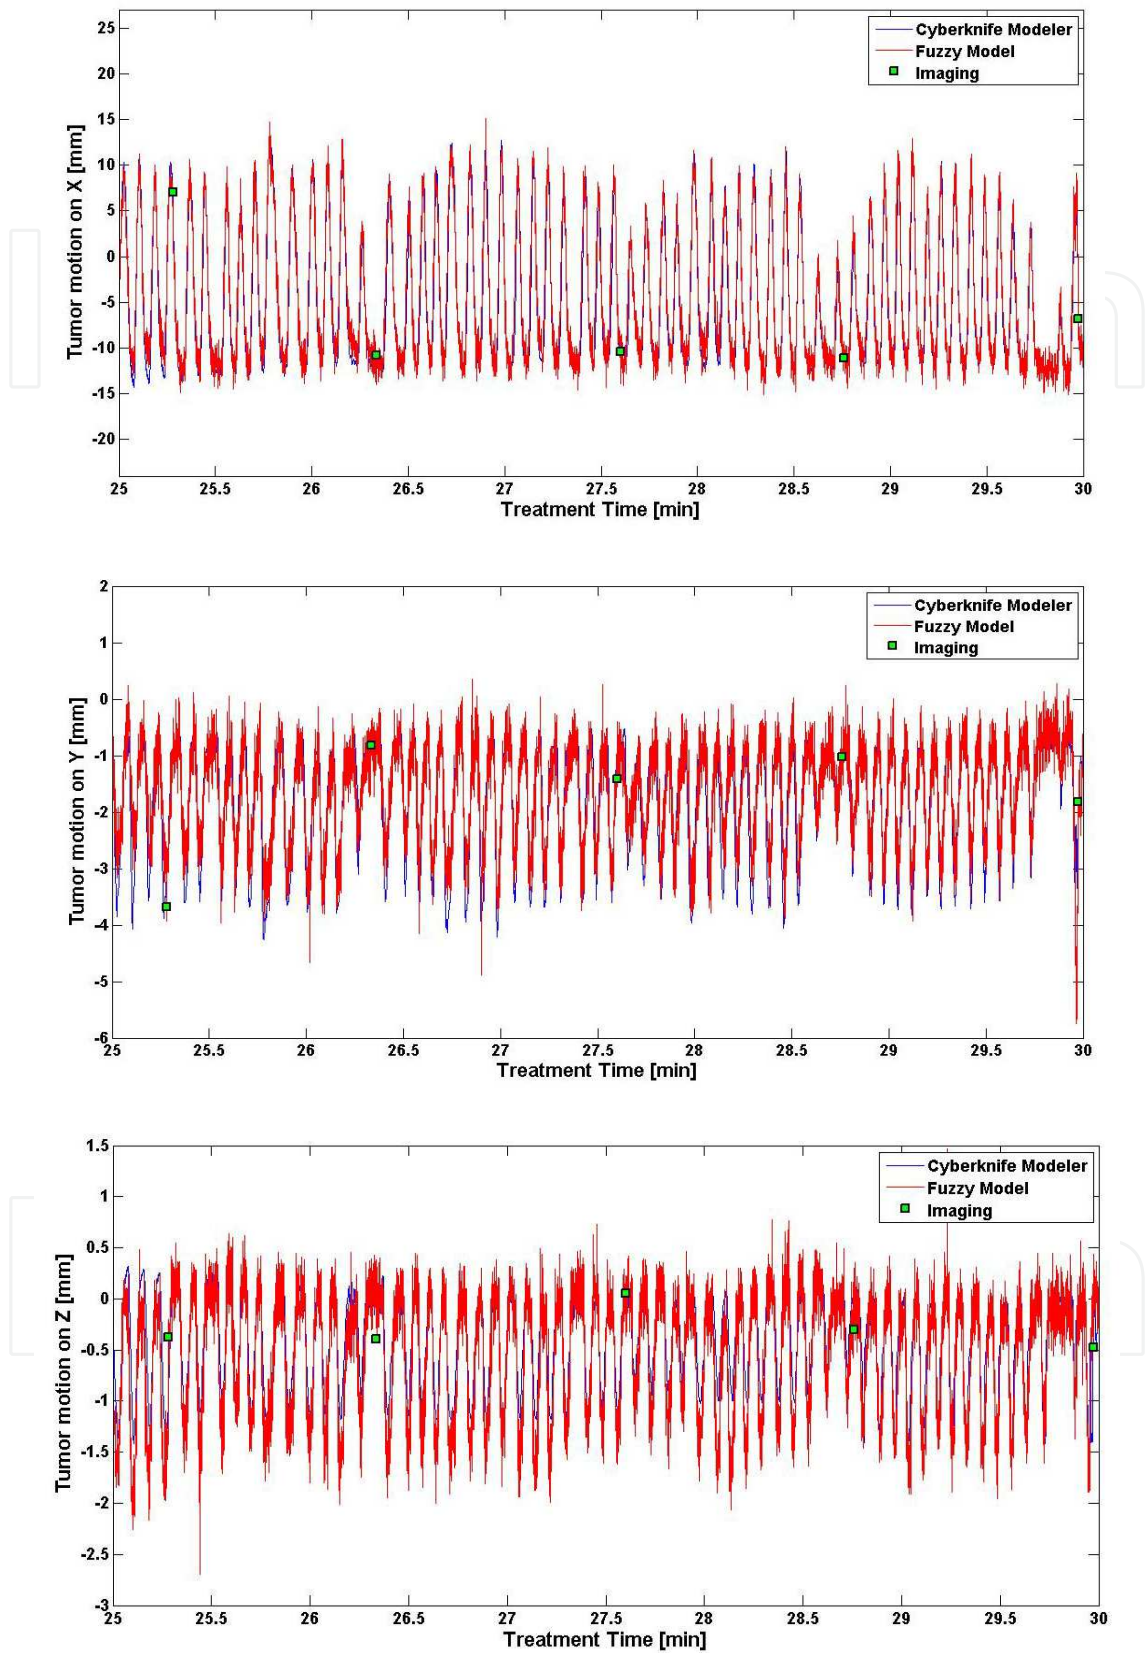 25
20
15
10
5
0
-5
-10
-15
-20
Tumor motion on X [mm]
Cyberknife Modeler
Fuzzy Model
Imaging
25 25.5 26 26.5 27 27.5 28 28.5 29 29.5 30
Treatment Time [min]
2
1
0
-1
-2
-3
-4
-5
-6
Tumor motion on Y [mm]
Cyberknife Modeler
Fuzzy Model
Imaging
25 25.5 26 26.5 27 27.5 28 28.5 29 29.5 30
Treatment Time [min]
1.5
1
0.5
0
-0.5
-1
-1.5
-2
-2.5
-3
Tumor motion on Z [mm]
Cyberknife Modeler
Fuzzy Model
Imaging
25 25.5 26 26.5 27 27.5 28 28.5 29 29.5 30
Treatment Time [min]